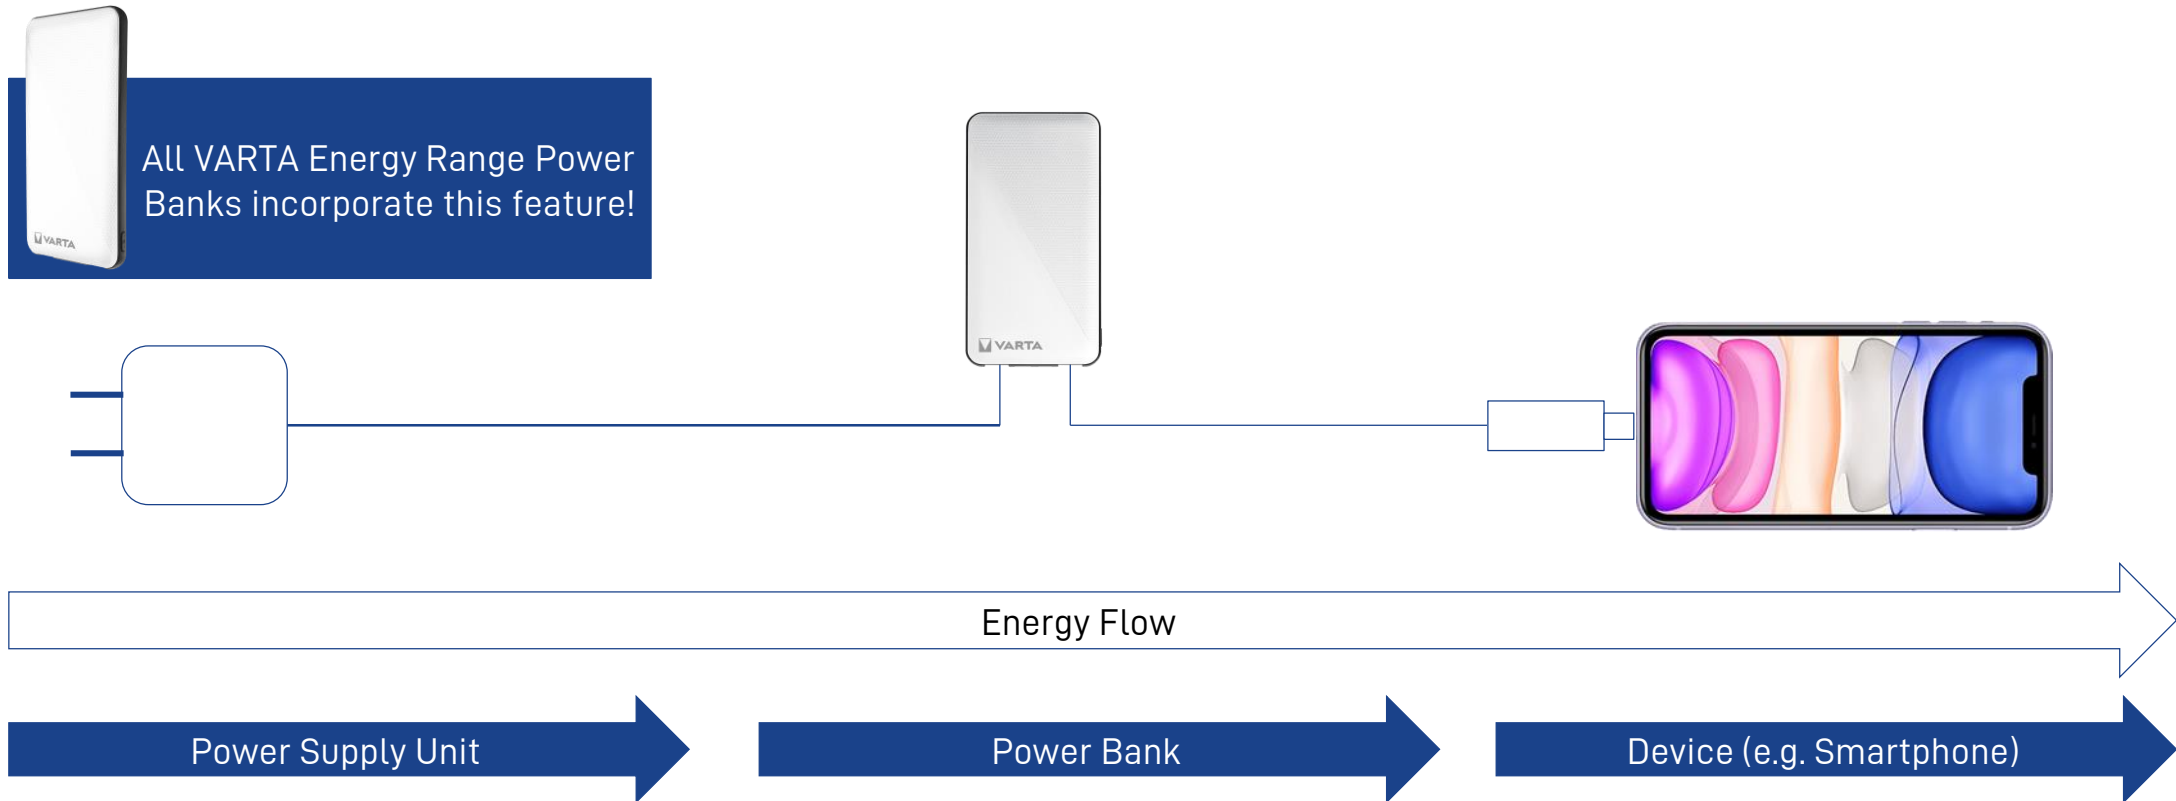 All VARTA Energy Range Power
Banks incorporate this feature!
VARTA
VARTA
Energy Flow
Power Supply Unit
Power Bank
Device (e.g. Smartphone)